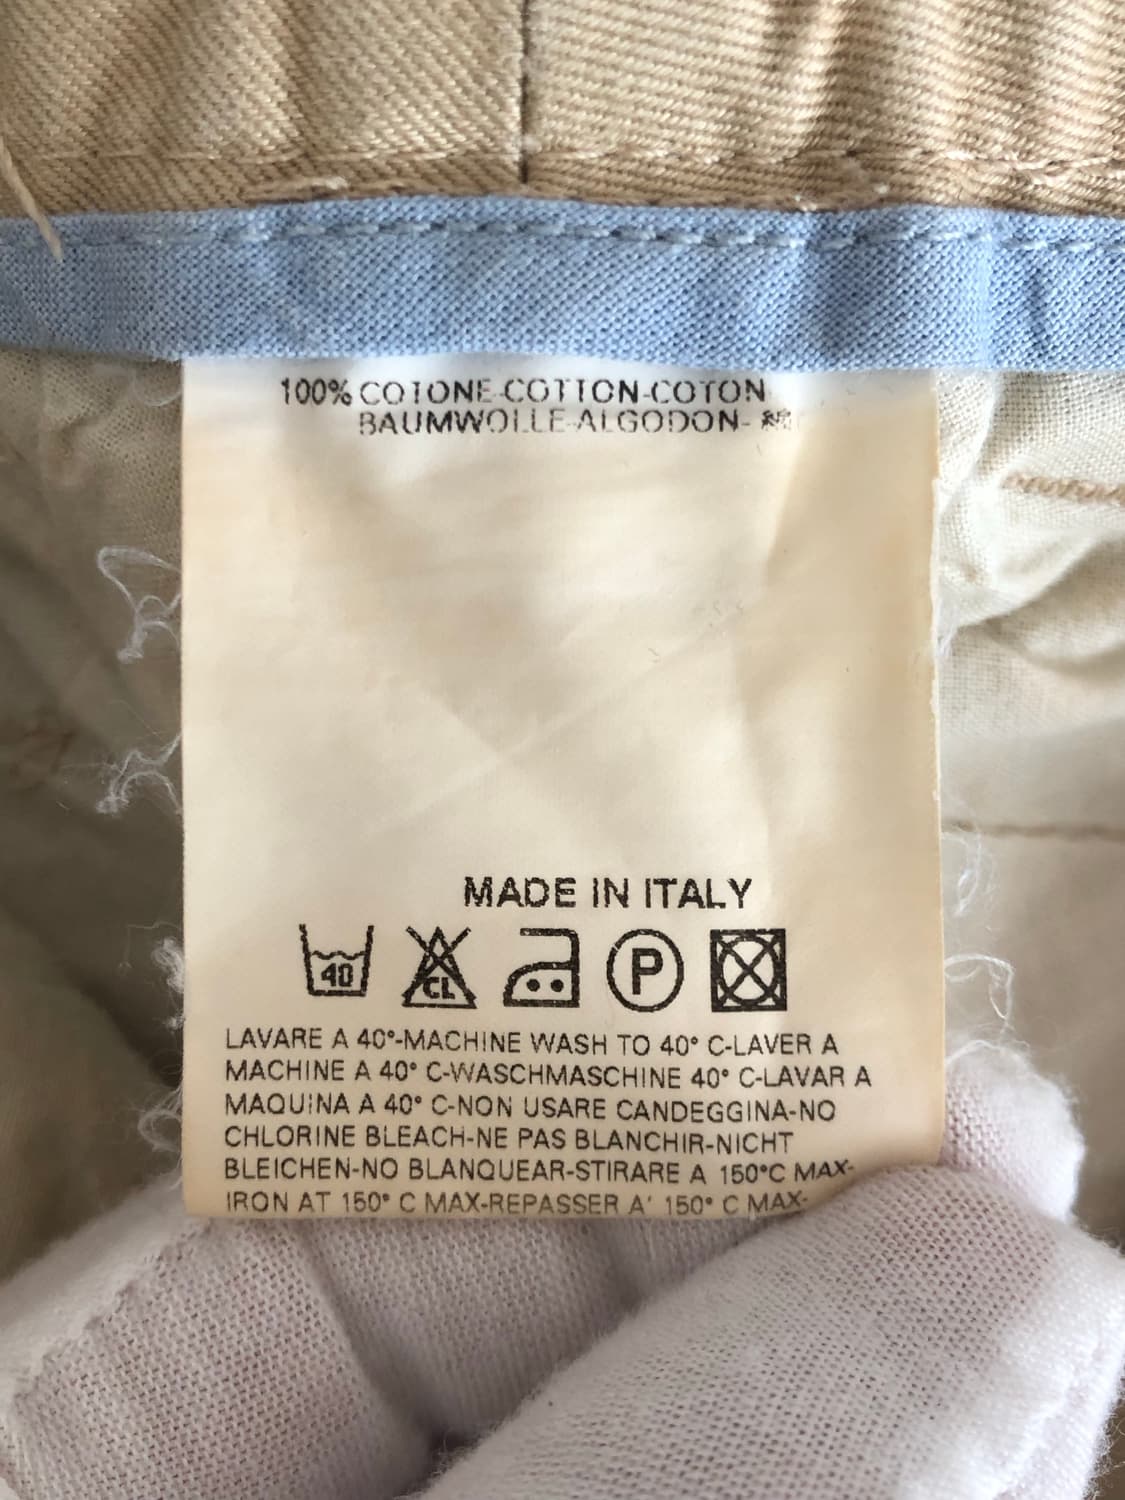 100% COTONE-COTTON-COTON
BAUMWOLLE-ALGODON-
MADE IN ITALY
40 CL P
LAVARE A 40°-MACHINE WASH TO 40° C-LAVER A
MACHINE A 40° C-WASCHMASCHINE 40° C-LAVAR A
MAQUINA A 40° C-NON USARE CANDEGGINA-NO
CHLORINE BLEACH-NE PAS BLANCHIR-NICHT
BLEICHEN-NO BLANQUEAR-STIRARE A 150°C MAX-
IRON AT 150° C MAX-REPASSER A' 150° C MAX-